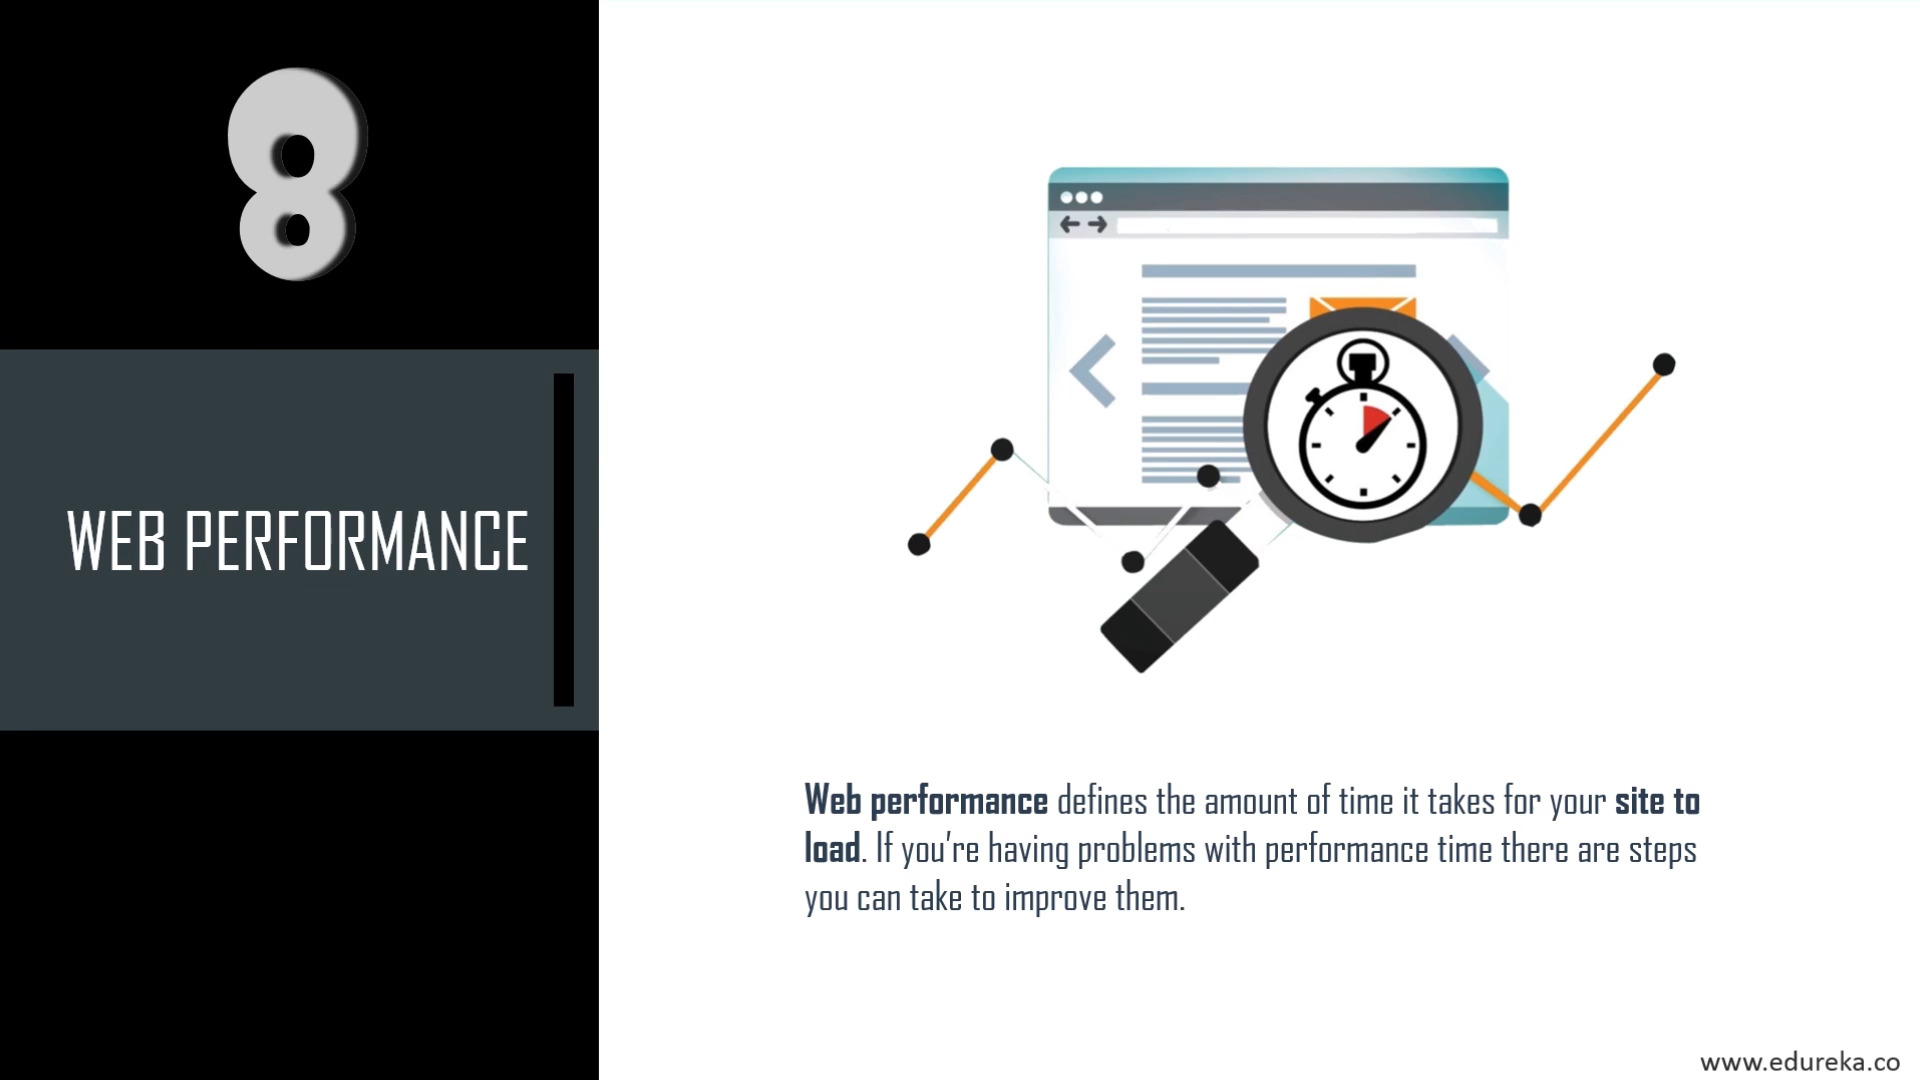 8
WEB PERFORMANCE
Web performance defines the amount of time it takes for your site to
load. If you're having problems with performance time there are steps
you can take to improve them.
www.edureka.co